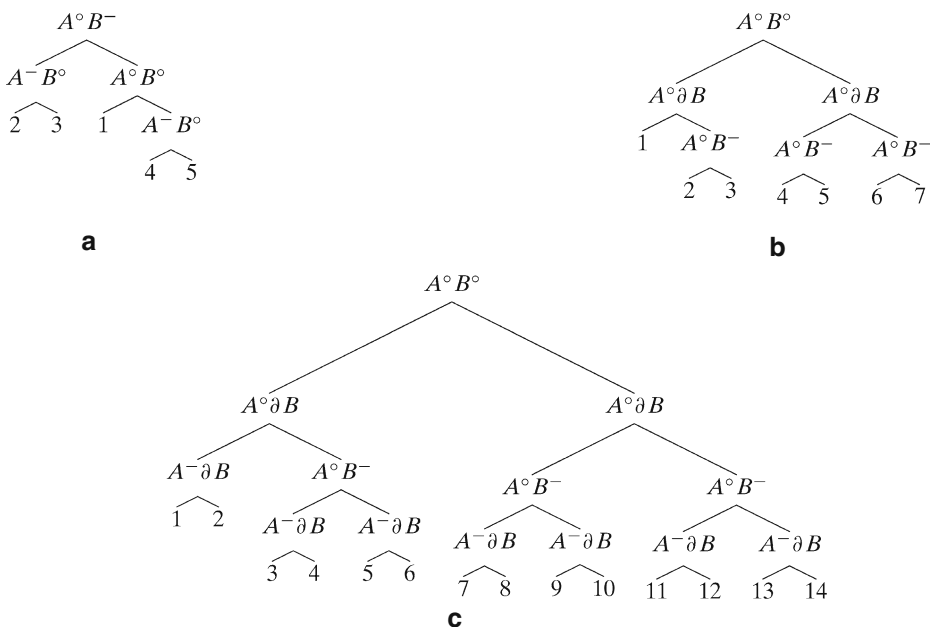 A°B⁻
A⁻B° A°B°
2 3 1 A⁻B°
4 5
a
A°B°
A°∂B A°∂B
1 A°B⁻ A°B⁻ A°B⁻
2 3 4 5 6 7
b
A°B°
A°∂B A°∂B
A⁻∂B A°B⁻ A°B⁻ A°B⁻
1 2 A⁻∂B A⁻∂B A⁻∂B A⁻∂B A⁻∂B A⁻∂B
3 4 5 6 7 8 9 10 11 12 13 14
c